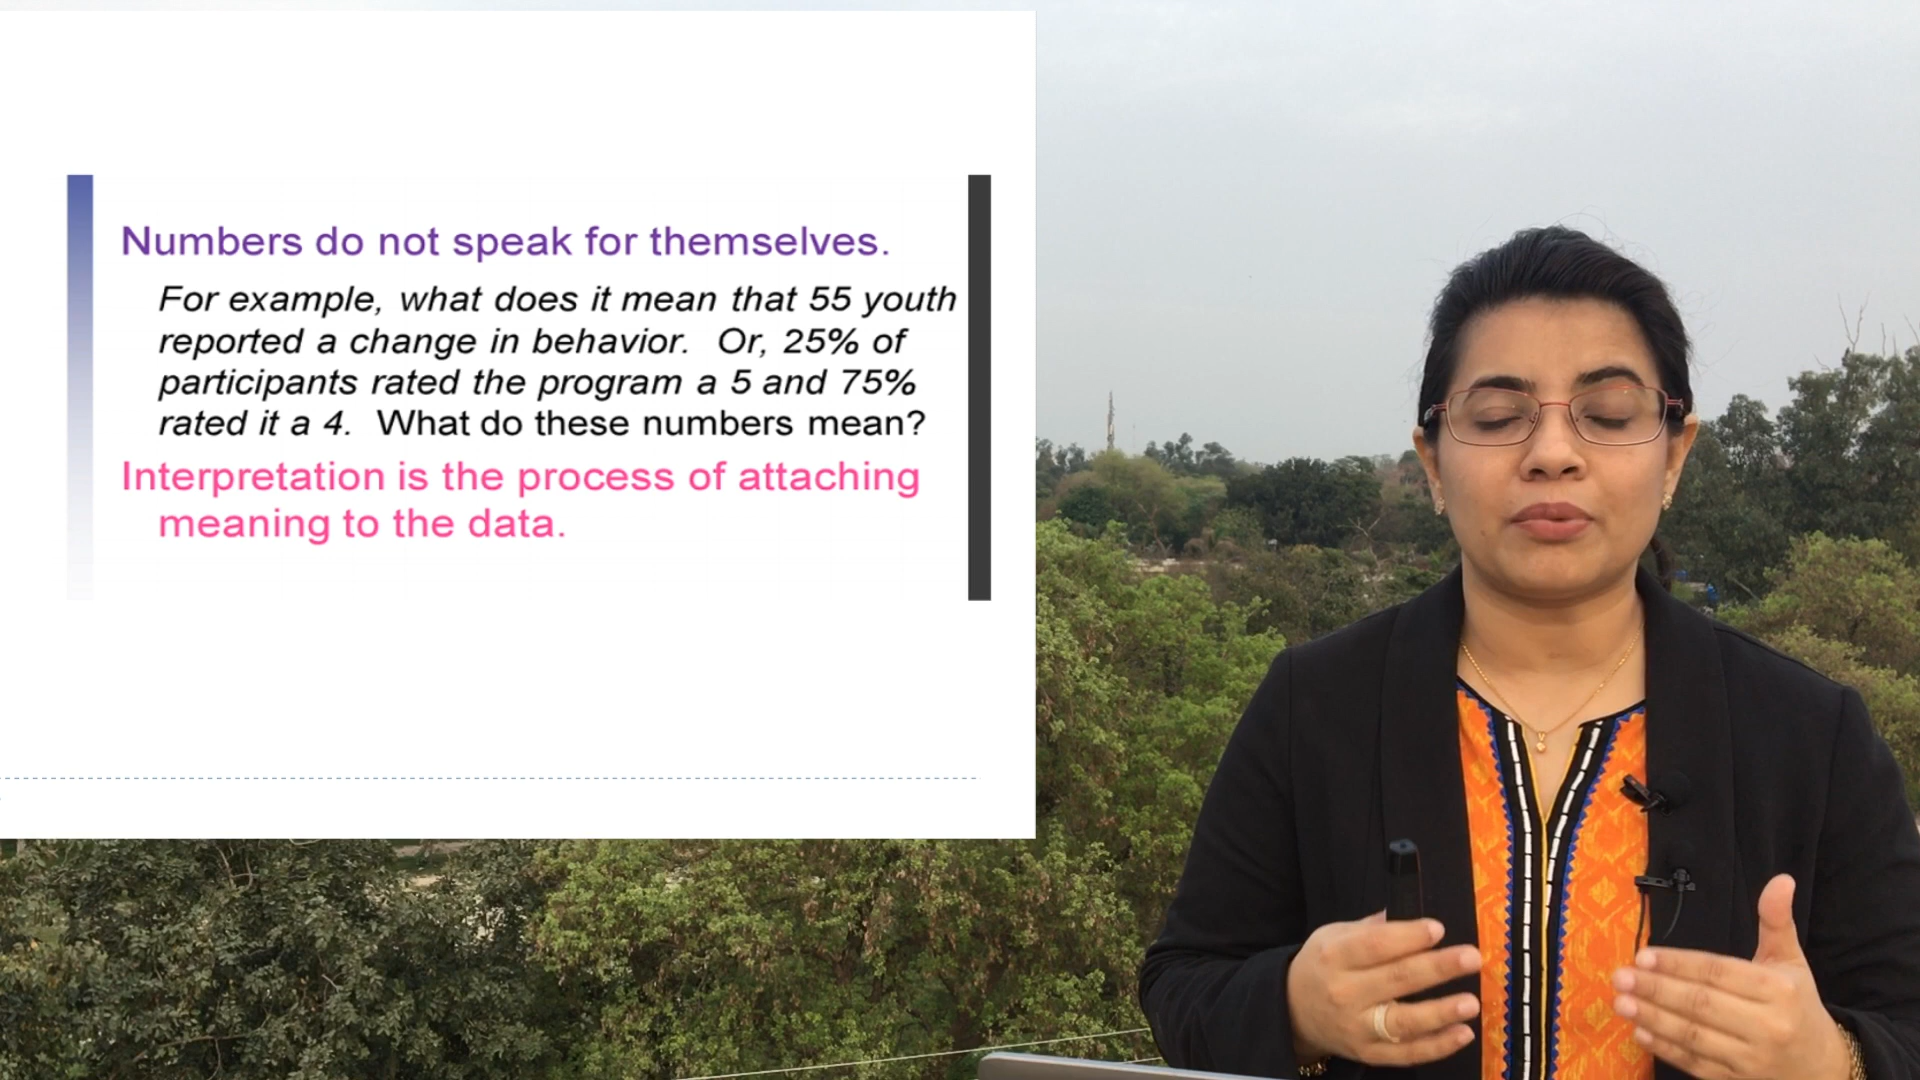 Numbers do not speak for themselves.
For example, what does it mean that 55 youth
reported a change in behavior. Or, 25% of
participants rated the program a 5 and 75%
rated it a 4. What do these numbers mean?
Interpretation is the process of attaching
meaning to the data.